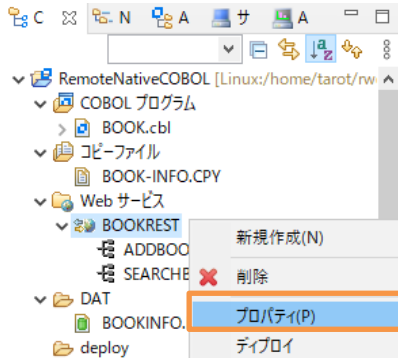 C N A サ A
RemoteNativeCOBOL [Linux:/home/tarot/rw
COBOL プログラム
BOOK.cbl
コピーファイル
BOOK-INFO.CPY
Web サービス
BOOKREST
ADDBOO
SEARCHE
新規作成(N)
削除
プロパティ(P)
ディプロイ
DAT
BOOKINFO.
deploy